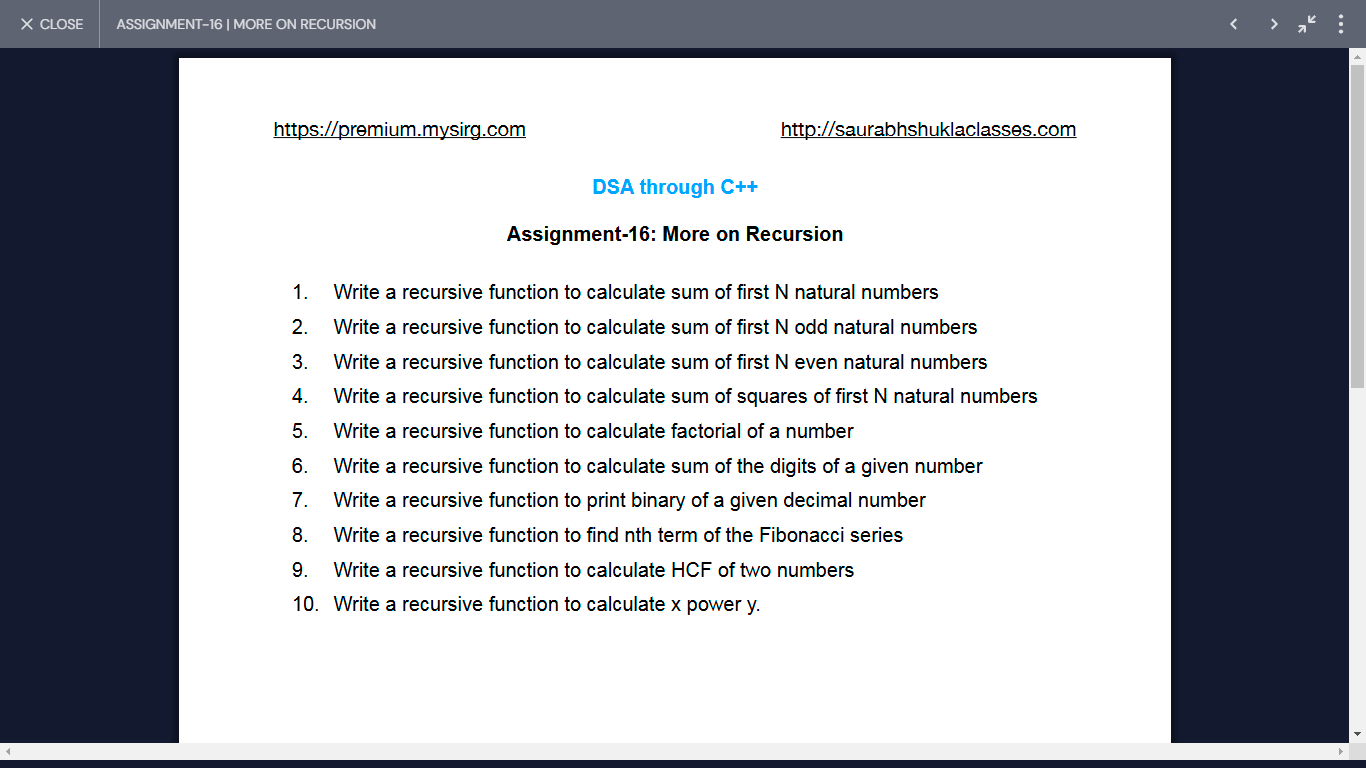 CLOSE
ASSIGNMENT-16 | MORE ON RECURSION
https://premium.mysirg.com
http://saurabhshuklaclasses.com
DSA through C++
Assignment-16: More on Recursion
1. Write a recursive function to calculate sum of first N natural numbers
2. Write a recursive function to calculate sum of first N odd natural numbers
3. Write a recursive function to calculate sum of first N even natural numbers
4. Write a recursive function to calculate sum of squares of first N natural numbers
5. Write a recursive function to calculate factorial of a number
6. Write a recursive function to calculate sum of the digits of a given number
7. Write a recursive function to print binary of a given decimal number
8. Write a recursive function to find nth term of the Fibonacci series
9. Write a recursive function to calculate HCF of two numbers
10. Write a recursive function to calculate x power y.